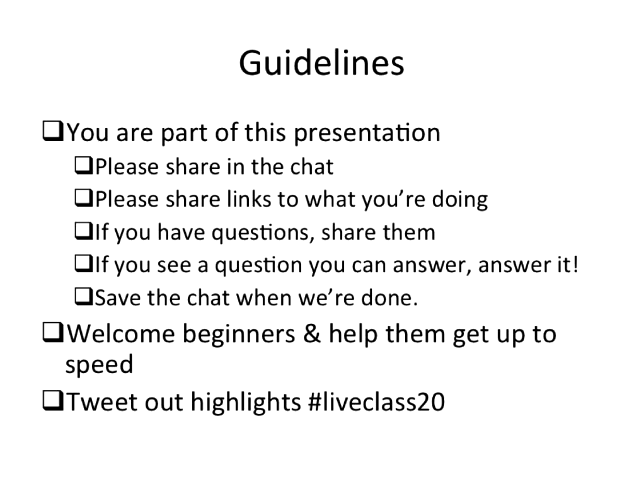 Guidelines
❑You are part of this presentation
❑Please share in the chat
❑Please share links to what you’re doing
❑If you have questions, share them
❑If you see a question you can answer, answer it!
❑Save the chat when we’re done.
❑Welcome beginners & help them get up to
speed
❑Tweet out highlights #liveclass20